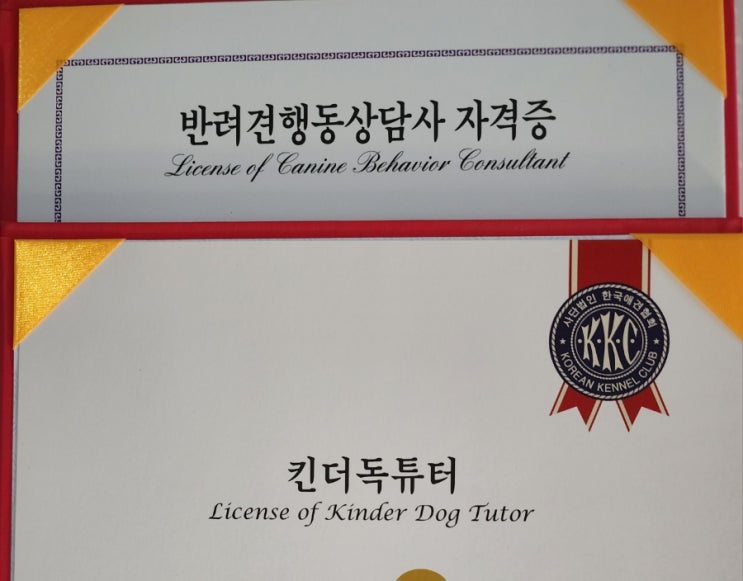 반려견행동상담사 자격증
License of Canine Behavior Consultant
사단법인 한국애견협회
K·K·C
KOREAN KENNEL CLUB
킨더독튜터
License of Kinder Dog Tutor